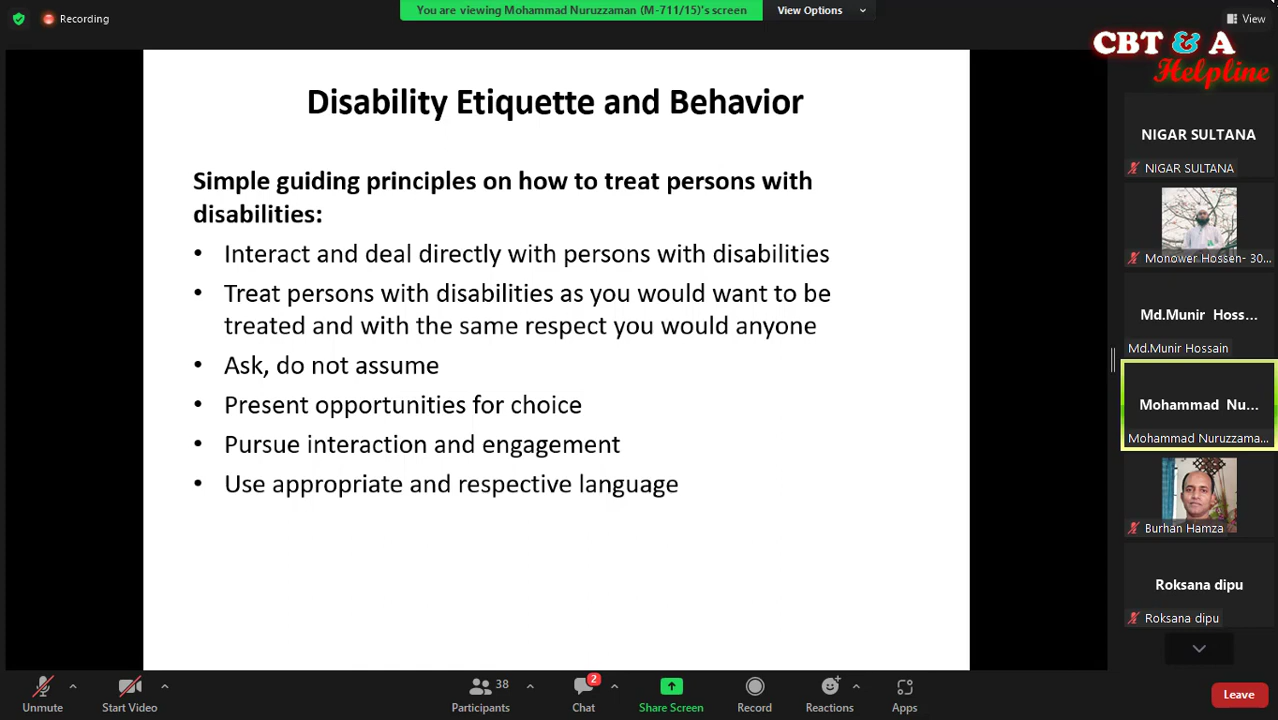 Recording
You are viewing Mohammad Nuruzzaman (M-711/15)'s screen
View Options
View
CBT & A
Helpline
Disability Etiquette and Behavior
Simple guiding principles on how to treat persons with
disabilities:
• Interact and deal directly with persons with disabilities
• Treat persons with disabilities as you would want to be
treated and with the same respect you would anyone
• Ask, do not assume
• Present opportunities for choice
• Pursue interaction and engagement
• Use appropriate and respective language
NIGAR SULTANA
NIGAR SULTANA
Monower Hossen- 30...
Md.Munir Hoss...
Md.Munir Hossain
Mohammad Nu...
Mohammad Nuruzzama...
Burhan Hamza
Roksana dipu
Roksana dipu
Unmute
Start Video
38
Participants
2
Chat
Share Screen
Record
Reactions
Apps
Leave